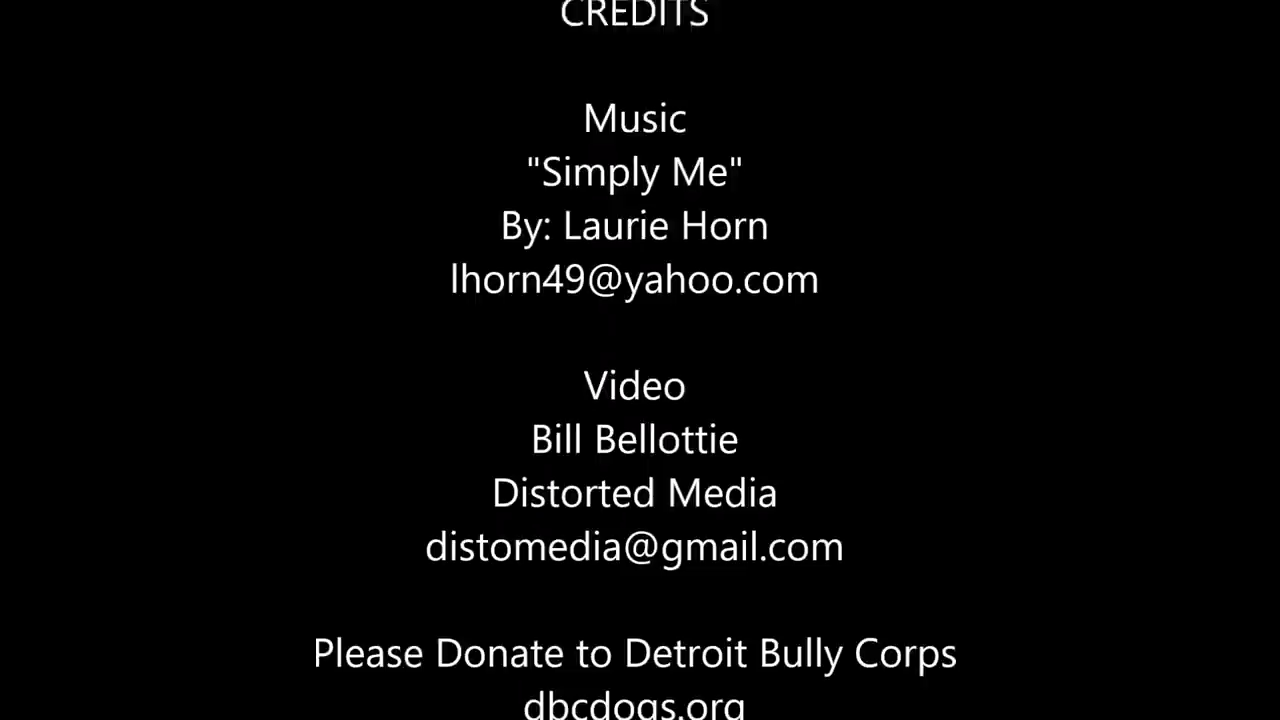 CREDITS
Music
"Simply Me"
By: Laurie Horn
lhorn49@yahoo.com
Video
Bill Bellottie
Distorted Media
distomedia@gmail.com
Please Donate to Detroit Bully Corps
dbcdogs.org